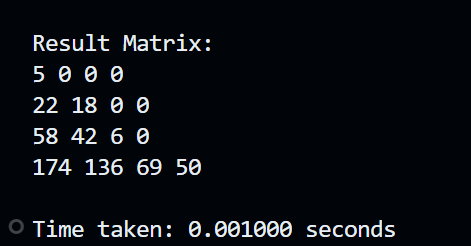 Result Matrix:
5 0 0 0
22 18 0 0
58 42 6 0
174 136 69 50
Time taken: 0.001000 seconds